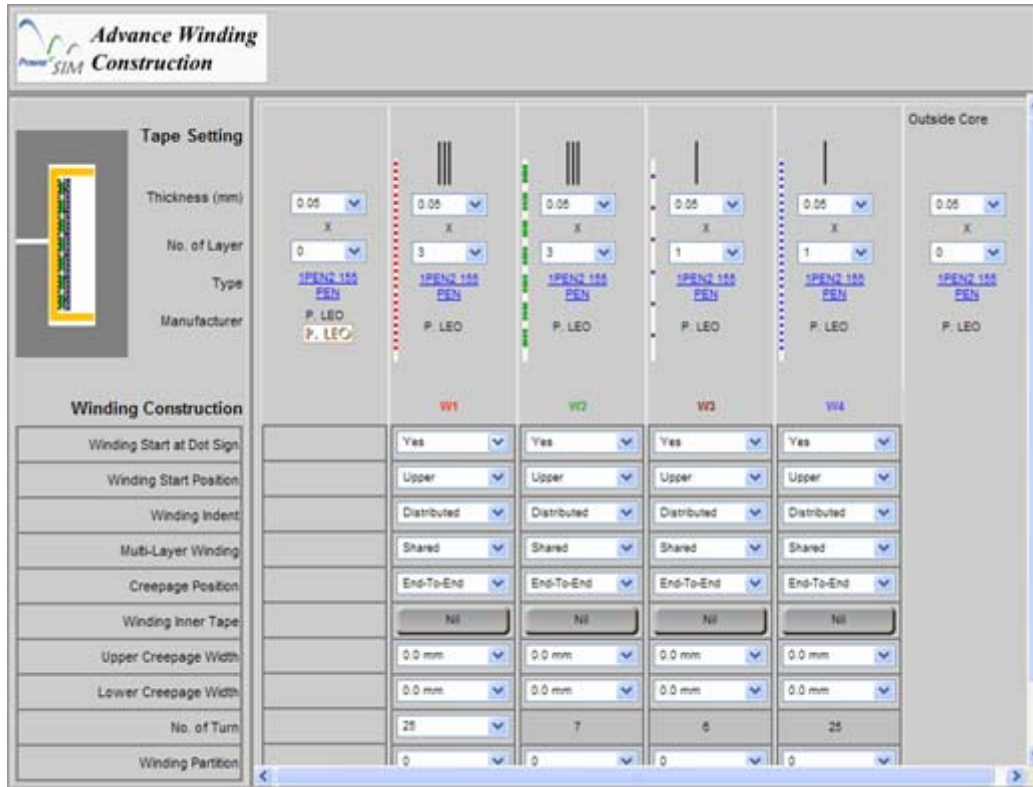 Advance Winding
Power SIM Construction
Outside Core
Tape Setting
Thickness (mm) 0.05 0.05 0.05 0.05 0.05 0.05
X X X X X X
No. of Layer 0 3 3 1 1 0
Type 1PEN2 155 PEN 1PEN2 155 PEN 1PEN2 155 PEN 1PEN2 155 PEN 1PEN2 155 PEN 1PEN2 155 PEN
Manufacturer P. LEO P. LEO P. LEO P. LEO P. LEO P. LEO
P. LEO
Winding Construction W1 W2 W3 W4
Winding Start at Dot Sign Yes Yes Yes Yes
Winding Start Position Upper Upper Upper Upper
Winding Indent Distributed Distributed Distributed Distributed
Multi-Layer Winding Shared Shared Shared Shared
Creepage Position End-To-End End-To-End End-To-End End-To-End
Winding Inner Tape Nil Nil Nil Nil
Upper Creepage Width 0.0 mm 0.0 mm 0.0 mm 0.0 mm
Lower Creepage Width 0.0 mm 0.0 mm 0.0 mm 0.0 mm
No. of Turn 25 7 6 25
Winding Partition 0 0 0 0